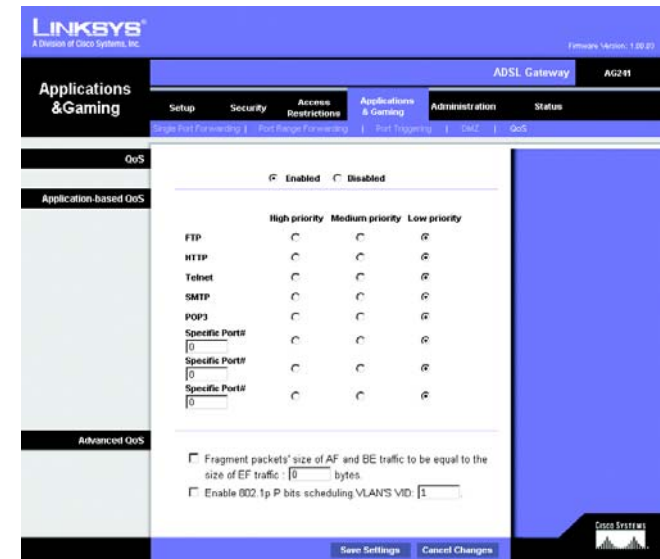 LINKSYS®
A Division of Cisco Systems, Inc.
Firmware Version: 1.00.20
ADSL Gateway AG241
Applications
&Gaming
Setup Security Access Restrictions Applications & Gaming Administration Status
Single Port Forwarding | Port Range Forwarding | Port Triggering | DMZ | QoS
QoS
Enabled Disabled
Application-based QoS
High priority Medium priority Low priority
FTP
HTTP
Telnet
SMTP
POP3
Specific Port#
0
Specific Port#
0
Specific Port#
0
Advanced QoS
Fragment packets' size of AF and BE traffic to be equal to the
size of EF traffic : 0 bytes.
Enable 802.1p P bits scheduling VLAN'S VID: 1 .
Save Settings Cancel Changes
CISCO SYSTEMS